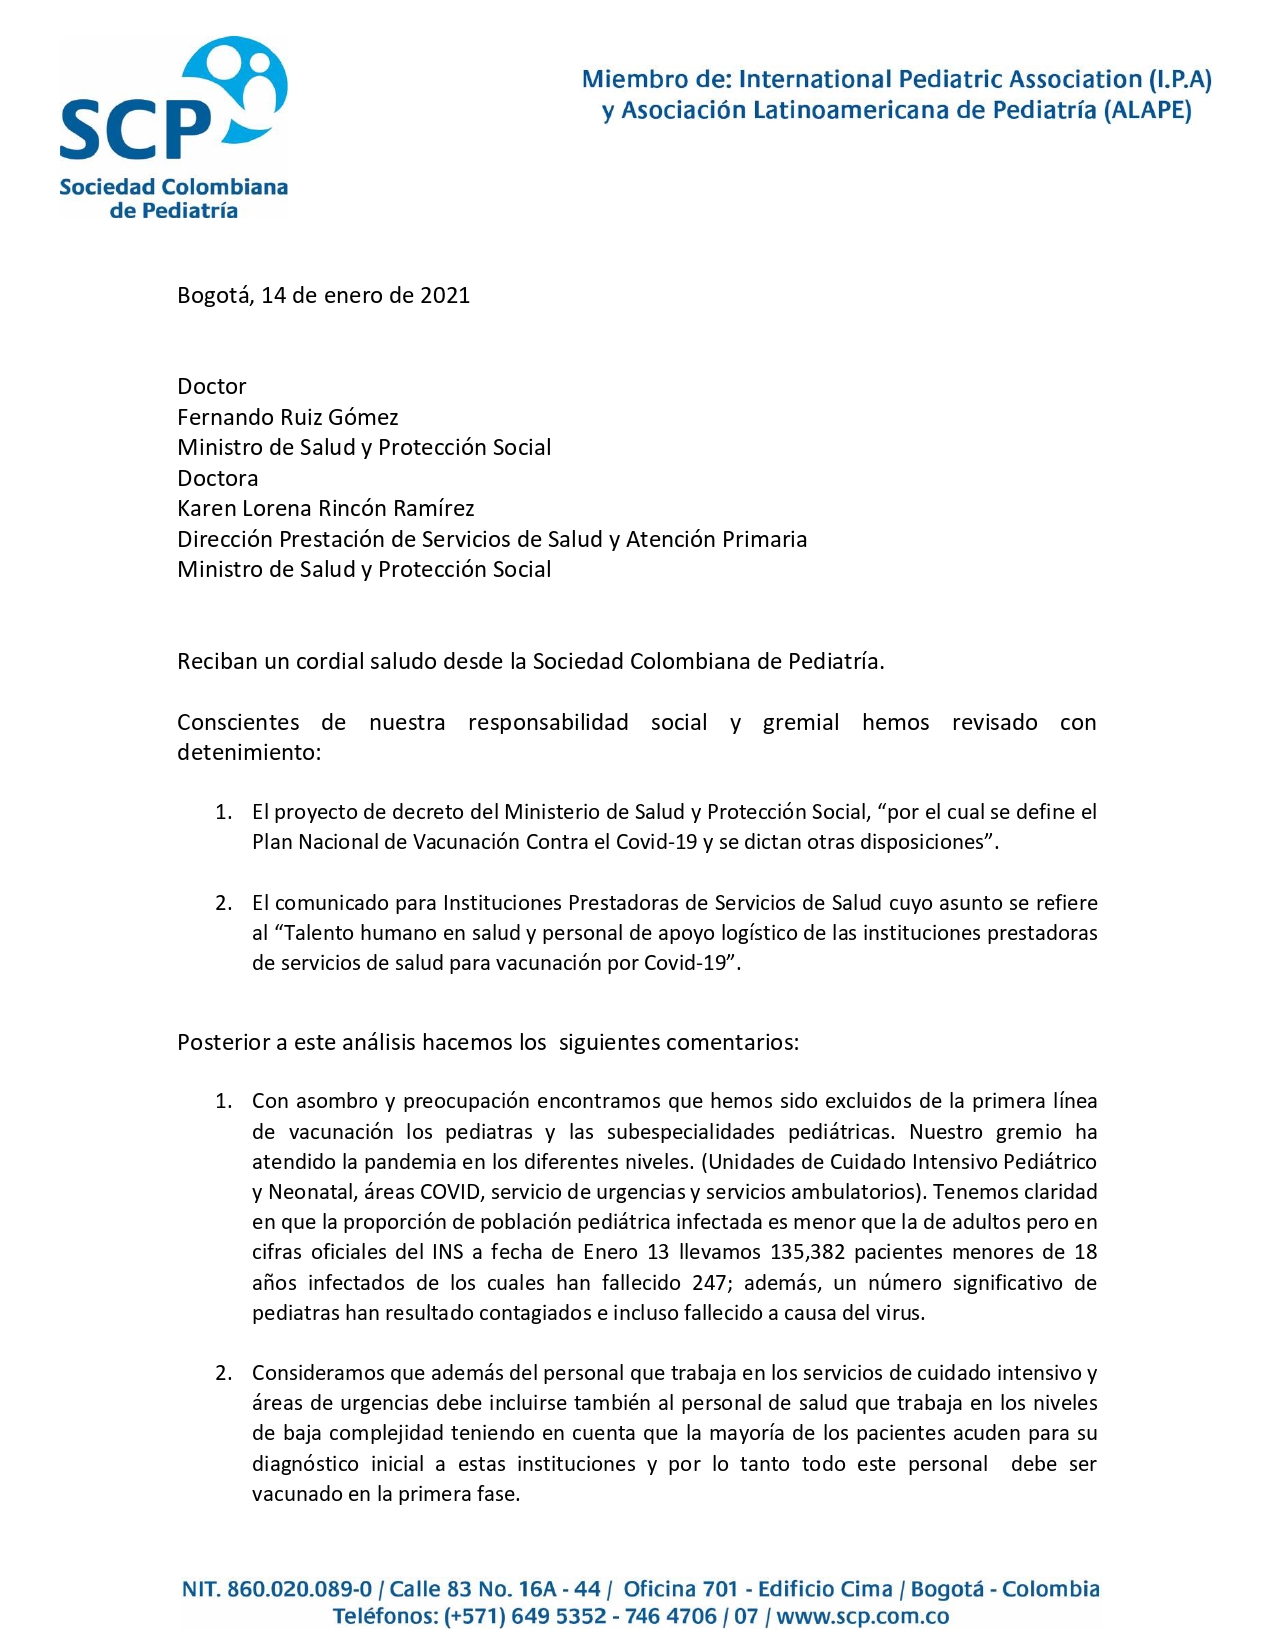 SCP
Sociedad Colombiana
de Pediatría
Miembro de: International Pediatric Association (I.P.A)
y Asociación Latinoamericana de Pediatría (ALAPE)
Bogotá, 14 de enero de 2021
Doctor
Fernando Ruiz Gómez
Ministro de Salud y Protección Social
Doctora
Karen Lorena Rincón Ramírez
Dirección Prestación de Servicios de Salud y Atención Primaria
Ministro de Salud y Protección Social
Reciban un cordial saludo desde la Sociedad Colombiana de Pediatría.
Conscientes de nuestra responsabilidad social y gremial hemos revisado con
detenimiento:
1. El proyecto de decreto del Ministerio de Salud y Protección Social, “por el cual se define el
Plan Nacional de Vacunación Contra el Covid-19 y se dictan otras disposiciones”.
2. El comunicado para Instituciones Prestadoras de Servicios de Salud cuyo asunto se refiere
al “Talento humano en salud y personal de apoyo logístico de las instituciones prestadoras
de servicios de salud para vacunación por Covid-19”.
Posterior a este análisis hacemos los  siguientes comentarios:
1. Con asombro y preocupación encontramos que hemos sido excluidos de la primera línea
de vacunación los pediatras y las subespecialidades pediátricas. Nuestro gremio ha
atendido la pandemia en los diferentes niveles. (Unidades de Cuidado Intensivo Pediátrico
y Neonatal, áreas COVID, servicio de urgencias y servicios ambulatorios). Tenemos claridad
en que la proporción de población pediátrica infectada es menor que la de adultos pero en
cifras oficiales del INS a fecha de Enero 13 llevamos 135,382 pacientes menores de 18
años infectados de los cuales han fallecido 247; además, un número significativo de
pediatras han resultado contagiados e incluso fallecido a causa del virus.
2. Consideramos que además del personal que trabaja en los servicios de cuidado intensivo y
áreas de urgencias debe incluirse también al personal de salud que trabaja en los niveles
de baja complejidad teniendo en cuenta que la mayoría de los pacientes acuden para su
diagnóstico inicial a estas instituciones y por lo tanto todo este personal  debe ser
vacunado en la primera fase.
NIT. 860.020.089-0 / Calle 83 No. 16A - 44 /  Oficina 701 - Edificio Cima / Bogotá - Colombia
Teléfonos: (+571) 649 5352 - 746 4706 / 07 / www.scp.com.co